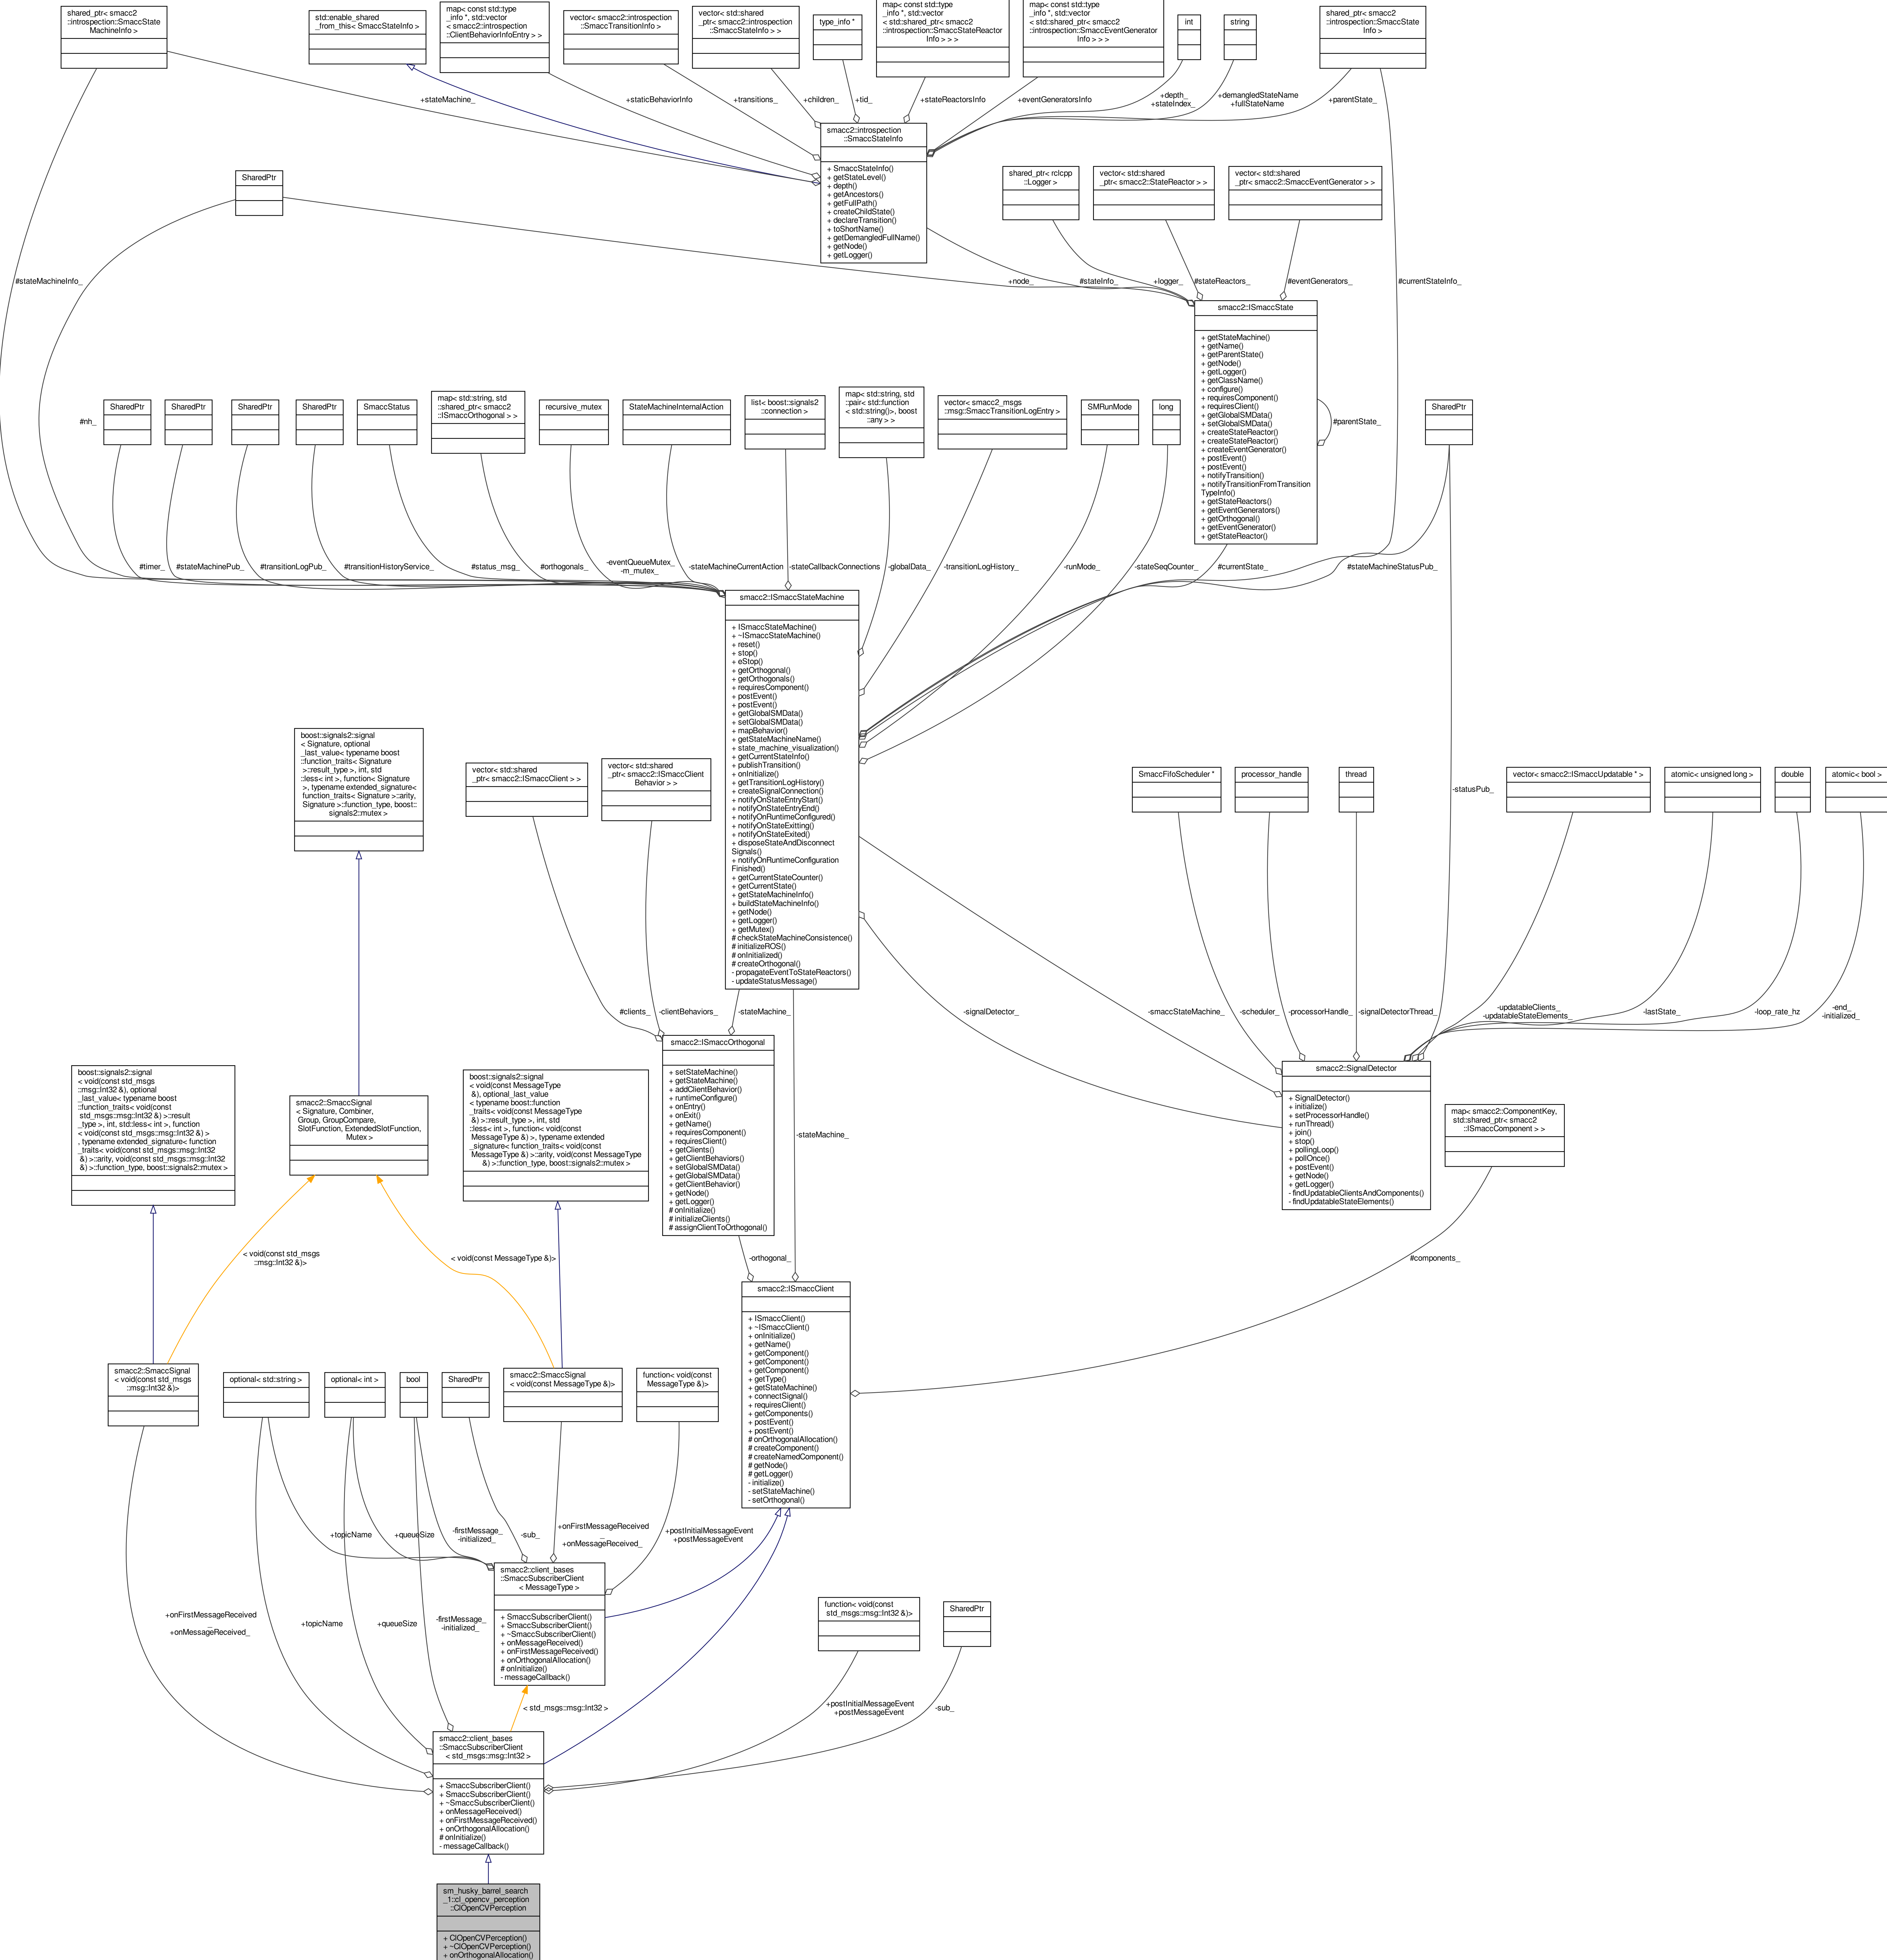 shared_ptr< smacc2
::introspection::SmaccState
MachineInfo >
std::enable_shared
_from_this< SmaccStateInfo >
map< const std::type
_info *, std::vector
< smacc2::introspection
::ClientBehaviorInfoEntry > >
vector< smacc2::introspection
::SmaccTransitionInfo >
vector< std::shared
_ptr< smacc2::introspection
::SmaccStateInfo > >
type_info *
map< const std::type
_info *, std::vector
< std::shared_ptr< smacc2
::introspection::SmaccStateReactor
Info > > >
map< const std::type
_info *, std::vector
< std::shared_ptr< smacc2
::introspection::SmaccEventGenerator
Info > > >
int
string
shared_ptr< smacc2
::introspection::SmaccState
Info >
+stateMachine_
+staticBehaviorInfo
+transitions_
+children_
+tid_
+stateReactorsInfo
+eventGeneratorsInfo
+depth_
+stateIndex_
+demangledStateName
+fullStateName
+parentState_
smacc2::introspection
::SmaccStateInfo
+ SmaccStateInfo()
+ getStateLevel()
+ depth()
+ getAncestors()
+ getFullPath()
+ createChildState()
+ declareTransition()
+ toShortName()
+ getDemangledFullName()
+ getNode()
+ getLogger()
SharedPtr
shared_ptr< rclcpp
::Logger >
vector< std::shared
_ptr< smacc2::StateReactor > >
vector< std::shared
_ptr< smacc2::SmaccEventGenerator > >
#stateMachineInfo_
+node_
#stateInfo_
+logger_
#stateReactors_
#eventGenerators_
#currentStateInfo_
smacc2::ISmaccState
+ getStateMachine()
+ getName()
+ getParentState()
+ getNode()
+ getLogger()
+ getClassName()
+ configure()
+ requiresComponent()
+ requiresClient()
+ getGlobalSMData()
+ setGlobalSMData()
+ createStateReactor()
+ createStateReactor()
+ createEventGenerator()
+ postEvent()
+ postEvent()
+ notifyTransition()
+ notifyTransitionFromTransition
TypeInfo()
+ getStateReactors()
+ getEventGenerators()
+ getOrthogonal()
+ getEventGenerator()
+ getStateReactor()
#parentState_
#nh_
SharedPtr
SharedPtr
SharedPtr
SharedPtr
SmaccStatus
map< std::string, std
::shared_ptr< smacc2
::ISmaccOrthogonal > >
recursive_mutex
StateMachineInternalAction
list< boost::signals2
::connection >
map< std::string, std
::pair< std::function
< std::string()>, boost
::any > >
vector< smacc2_msgs
::msg::SmaccTransitionLogEntry >
SMRunMode
long
SharedPtr
#timer_
#stateMachinePub_
#transitionLogPub_
#transitionHistoryService_
#status_msg_
#orthogonals_
-eventQueueMutex_
-m_mutex_
-stateMachineCurrentAction
-stateCallbackConnections
-globalData_
-transitionLogHistory_
-runMode_
-stateSeqCounter_
#currentState_
#stateMachineStatusPub_
smacc2::ISmaccStateMachine
+ ISmaccStateMachine()
+ ~ISmaccStateMachine()
+ reset()
+ stop()
+ eStop()
+ getOrthogonal()
+ getOrthogonals()
+ requiresComponent()
+ postEvent()
+ postEvent()
+ getGlobalSMData()
+ setGlobalSMData()
+ mapBehavior()
+ getStateMachineName()
+ state_machine_visualization()
+ getCurrentStateInfo()
+ publishTransition()
+ onInitialize()
+ getTransitionLogHistory()
+ createSignalConnection()
+ notifyOnStateEntryStart()
+ notifyOnStateEntryEnd()
+ notifyOnRuntimeConfigured()
+ notifyOnStateExitting()
+ notifyOnStateExited()
+ disposeStateAndDisconnect
Signals()
+ notifyOnRuntimeConfiguration
Finished()
+ getCurrentStateCounter()
+ getCurrentState()
+ getStateMachineInfo()
+ buildStateMachineInfo()
+ getNode()
+ getLogger()
+ getMutex()
# checkStateMachineConsistence()
# initializeROS()
# onInitialized()
# createOrthogonal()
- propagateEventToStateReactors()
- updateStatusMessage()
boost::signals2::signal
< Signature, optional
_last_value< typename boost
::function_traits< Signature
>::result_type >, int, std
::less< int >, function< Signature
>, typename extended_signature<
function_traits< Signature >::arity,
Signature >::function_type, boost::
signals2::mutex >
vector< std::shared
_ptr< smacc2::ISmaccClient > >
vector< std::shared
_ptr< smacc2::ISmaccClient
Behavior > >
SmaccFifoScheduler *
processor_handle
thread
-statusPub_
vector< smacc2::ISmaccUpdatable * >
atomic< unsigned long >
double
atomic< bool >
#clients_
-clientBehaviors_
-stateMachine_
-signalDetector_
-smaccStateMachine_
-scheduler_
-processorHandle_
-signalDetectorThread_
-updatableClients_
-updatableStateElements_
-lastState_
-loop_rate_hz
-end_
-initialized_
smacc2::ISmaccOrthogonal
+ setStateMachine()
+ getStateMachine()
+ addClientBehavior()
+ runtimeConfigure()
+ onEntry()
+ onExit()
+ getName()
+ requiresComponent()
+ requiresClient()
+ getClients()
+ getClientBehaviors()
+ setGlobalSMData()
+ getGlobalSMData()
+ getClientBehavior()
+ getNode()
+ getLogger()
# onInitialize()
# initializeClients()
# assignClientToOrthogonal()
smacc2::SignalDetector
+ SignalDetector()
+ initialize()
+ setProcessorHandle()
+ runThread()
+ join()
+ stop()
+ pollingLoop()
+ pollOnce()
+ postEvent()
+ getNode()
+ getLogger()
- findUpdatableClientsAndComponents()
- findUpdatableStateElements()
map< smacc2::ComponentKey,
std::shared_ptr< smacc2
::ISmaccComponent > >
boost::signals2::signal
< void(const std_msgs
::msg::Int32 &), optional
_last_value< typename boost
::function_traits< void(const
std_msgs::msg::Int32 &) >::result
_type >, int, std::less< int >, function
< void(const std_msgs::msg::Int32 &) >
, typename extended_signature< function
_traits< void(const std_msgs::msg::Int32
&) >::arity, void(const std_msgs::msg::Int32
&) >::function_type, boost::signals2::mutex >
smacc2::SmaccSignal
< Signature, Combiner,
Group, GroupCompare,
SlotFunction, ExtendedSlotFunction,
Mutex >
boost::signals2::signal
< void(const MessageType
&), optional_last_value
< typename boost::function
_traits< void(const MessageType
&) >::result_type >, int, std
::less< int >, function< void(const
MessageType &) >, typename extended
_signature< function_traits< void(const
MessageType &) >::arity, void(const MessageType
&) >::function_type, boost::signals2::mutex >
-stateMachine_
< void(const std_msgs
::msg::Int32 &)>
< void(const MessageType &)>
-orthogonal_
#components_
smacc2::ISmaccClient
+ ISmaccClient()
+ ~ISmaccClient()
+ onInitialize()
+ getName()
+ getComponent()
+ getComponent()
+ getComponent()
+ getType()
+ getStateMachine()
+ connectSignal()
+ requiresClient()
+ getComponents()
+ postEvent()
+ postEvent()
# onOrthogonalAllocation()
# createComponent()
# createNamedComponent()
# getNode()
# getLogger()
- initialize()
- setStateMachine()
- setOrthogonal()
smacc2::SmaccSignal
< void(const std_msgs
::msg::Int32 &)>
optional< std::string >
optional< int >
bool
SharedPtr
smacc2::SmaccSignal
< void(const MessageType &)>
function< void(const
MessageType &)>
+topicName
+queueSize
-firstMessage_
-initialized_
-sub_
+onFirstMessageReceived
_
+onMessageReceived_
+postInitialMessageEvent
+postMessageEvent
smacc2::client_bases
::SmaccSubscriberClient
< MessageType >
+ SmaccSubscriberClient()
+ SmaccSubscriberClient()
+ ~SmaccSubscriberClient()
+ onMessageReceived()
+ onFirstMessageReceived()
+ onOrthogonalAllocation()
# onInitialize()
- messageCallback()
function< void(const
std_msgs::msg::Int32 &)>
SharedPtr
+onFirstMessageReceived
_
+onMessageReceived_
+topicName
+queueSize
-firstMessage_
-initialized_
< std_msgs::msg::Int32 >
+postInitialMessageEvent
+postMessageEvent
-sub_
smacc2::client_bases
::SmaccSubscriberClient
< std_msgs::msg::Int32 >
+ SmaccSubscriberClient()
+ SmaccSubscriberClient()
+ ~SmaccSubscriberClient()
+ onMessageReceived()
+ onFirstMessageReceived()
+ onOrthogonalAllocation()
# onInitialize()
- messageCallback()
sm_husky_barrel_search
_1::cl_opencv_perception
::ClOpenCVPerception
+ ClOpenCVPerception()
+ ~ClOpenCVPerception()
+ onOrthogonalAllocation()